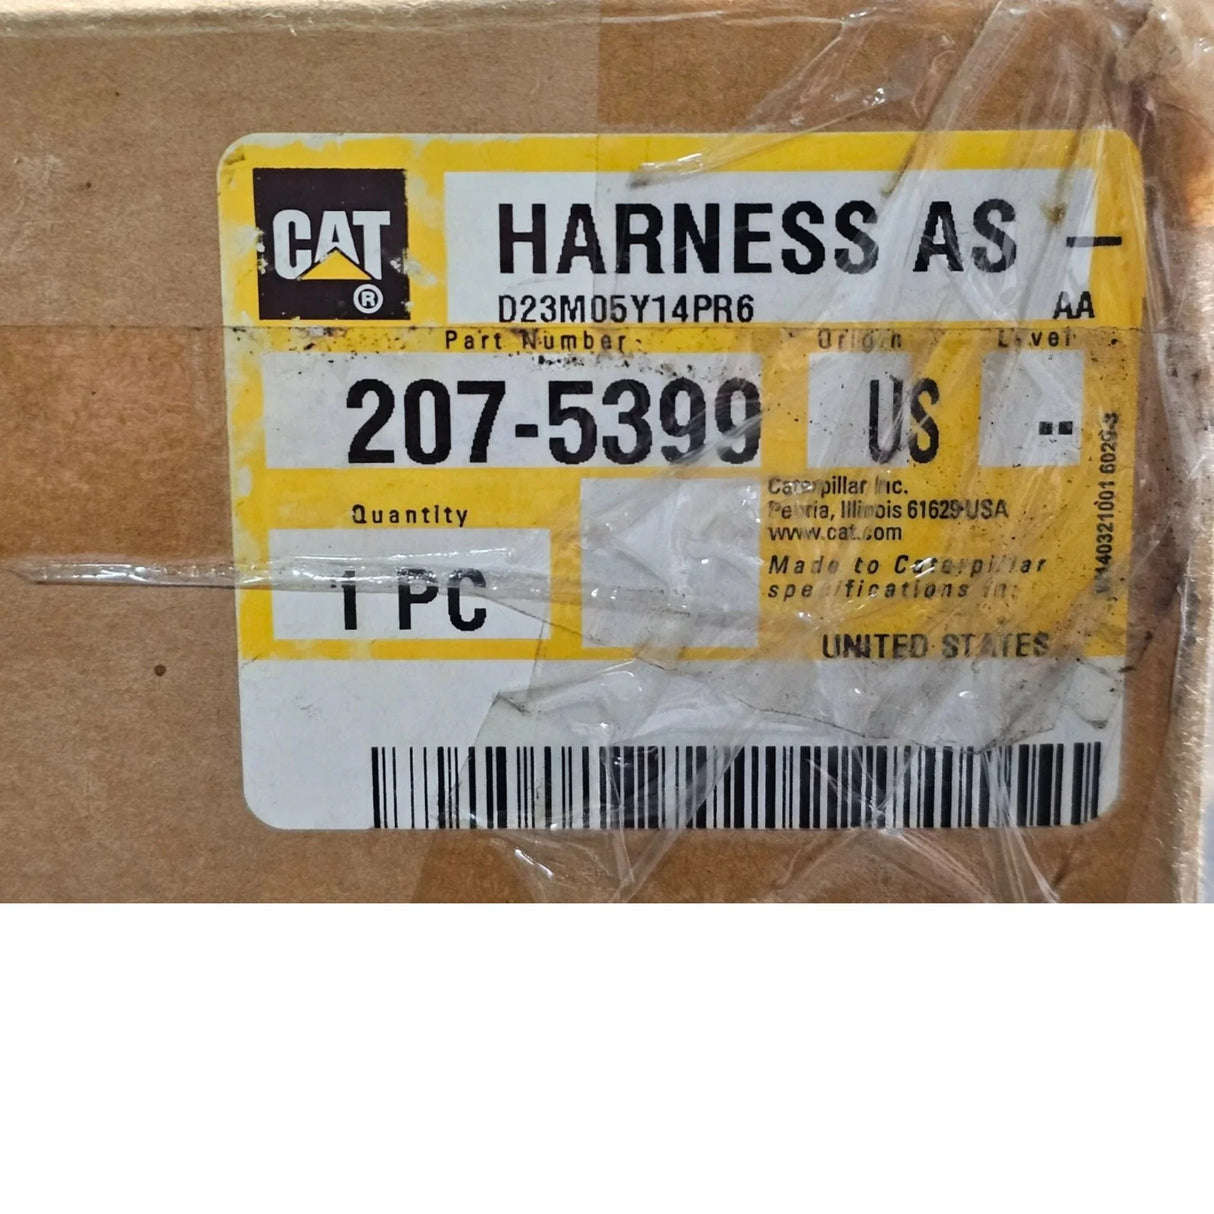 CAT
®
HARNESS AS —
D23M05Y14PR6 AA
Part Number Origin Level
207-5399 US --
Quantity
1 PC
Caterpillar Inc.
Peoria, Illinois 61629 USA
www.cat.com
Made to Caterpillar
specifications in:
UNITED STATES